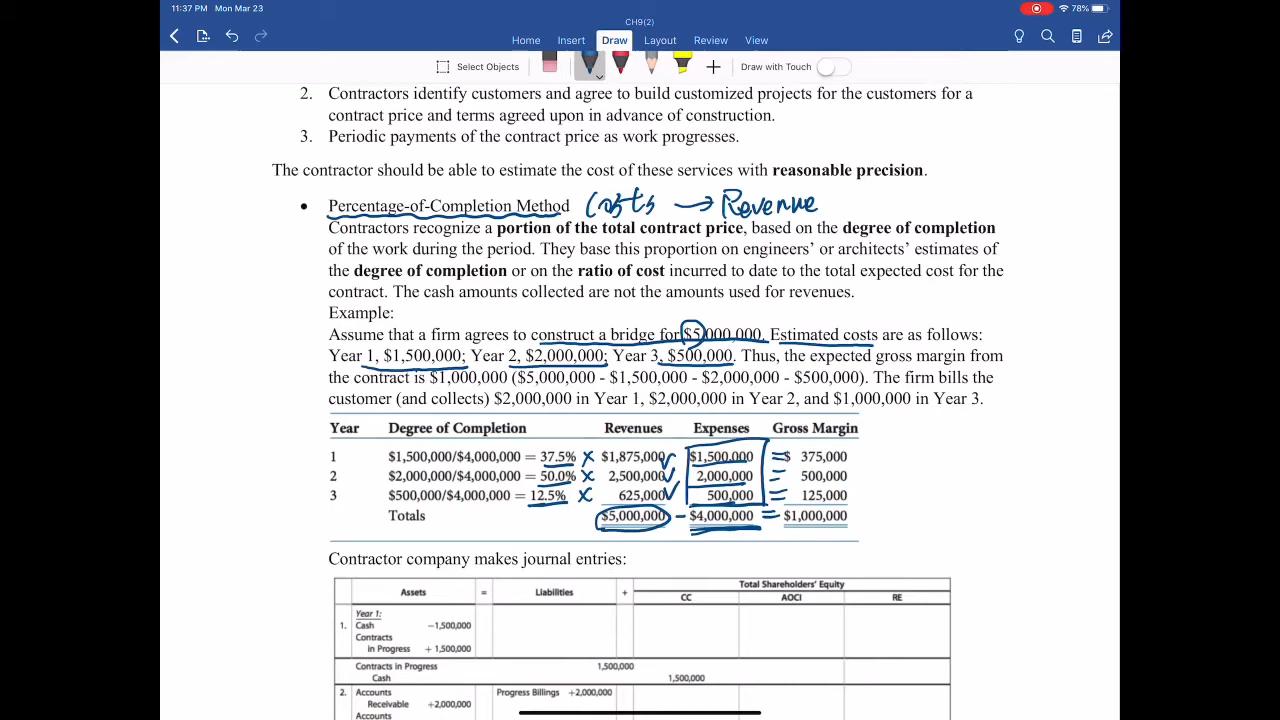 11:37 PM Mon Mar 23
78%
CH9(2)
Home Insert Draw Layout Review View
Select Objects
Draw with Touch
2. Contractors identify customers and agree to build customized projects for the customers for a
contract price and terms agreed upon in advance of construction.
3. Periodic payments of the contract price as work progresses.
The contractor should be able to estimate the cost of these services with reasonable precision.
• Percentage-of-Completion Method Costs → Revenue
Contractors recognize a portion of the total contract price, based on the degree of completion
of the work during the period. They base this proportion on engineers’ or architects’ estimates of
the degree of completion or on the ratio of cost incurred to date to the total expected cost for the
contract. The cash amounts collected are not the amounts used for revenues.
Example:
Assume that a firm agrees to construct a bridge for $5,000,000. Estimated costs are as follows:
Year 1, $1,500,000; Year 2, $2,000,000; Year 3, $500,000. Thus, the expected gross margin from
the contract is $1,000,000 ($5,000,000 - $1,500,000 - $2,000,000 - $500,000). The firm bills the
customer (and collects) $2,000,000 in Year 1, $2,000,000 in Year 2, and $1,000,000 in Year 3.
Year Degree of Completion Revenues Expenses Gross Margin
1 $1,500,000/$4,000,000 = 37.5% × $1,875,000 ✓ $1,500,000 = $ 375,000
2 $2,000,000/$4,000,000 = 50.0% × 2,500,000 ✓ 2,000,000 = 500,000
3 $500,000/$4,000,000 = 12.5% × 625,000 ✓ 500,000 = 125,000
Totals $5,000,000 - $4,000,000 = $1,000,000
Contractor company makes journal entries:
Total Shareholders’ Equity
Assets = Liabilities + CC AOCI RE
Year 1:
1. Cash −1,500,000
Contracts
in Progress + 1,500,000
Contracts in Progress 1,500,000
Cash 1,500,000
2. Accounts Progress Billings +2,000,000
Receivable +2,000,000
Accounts